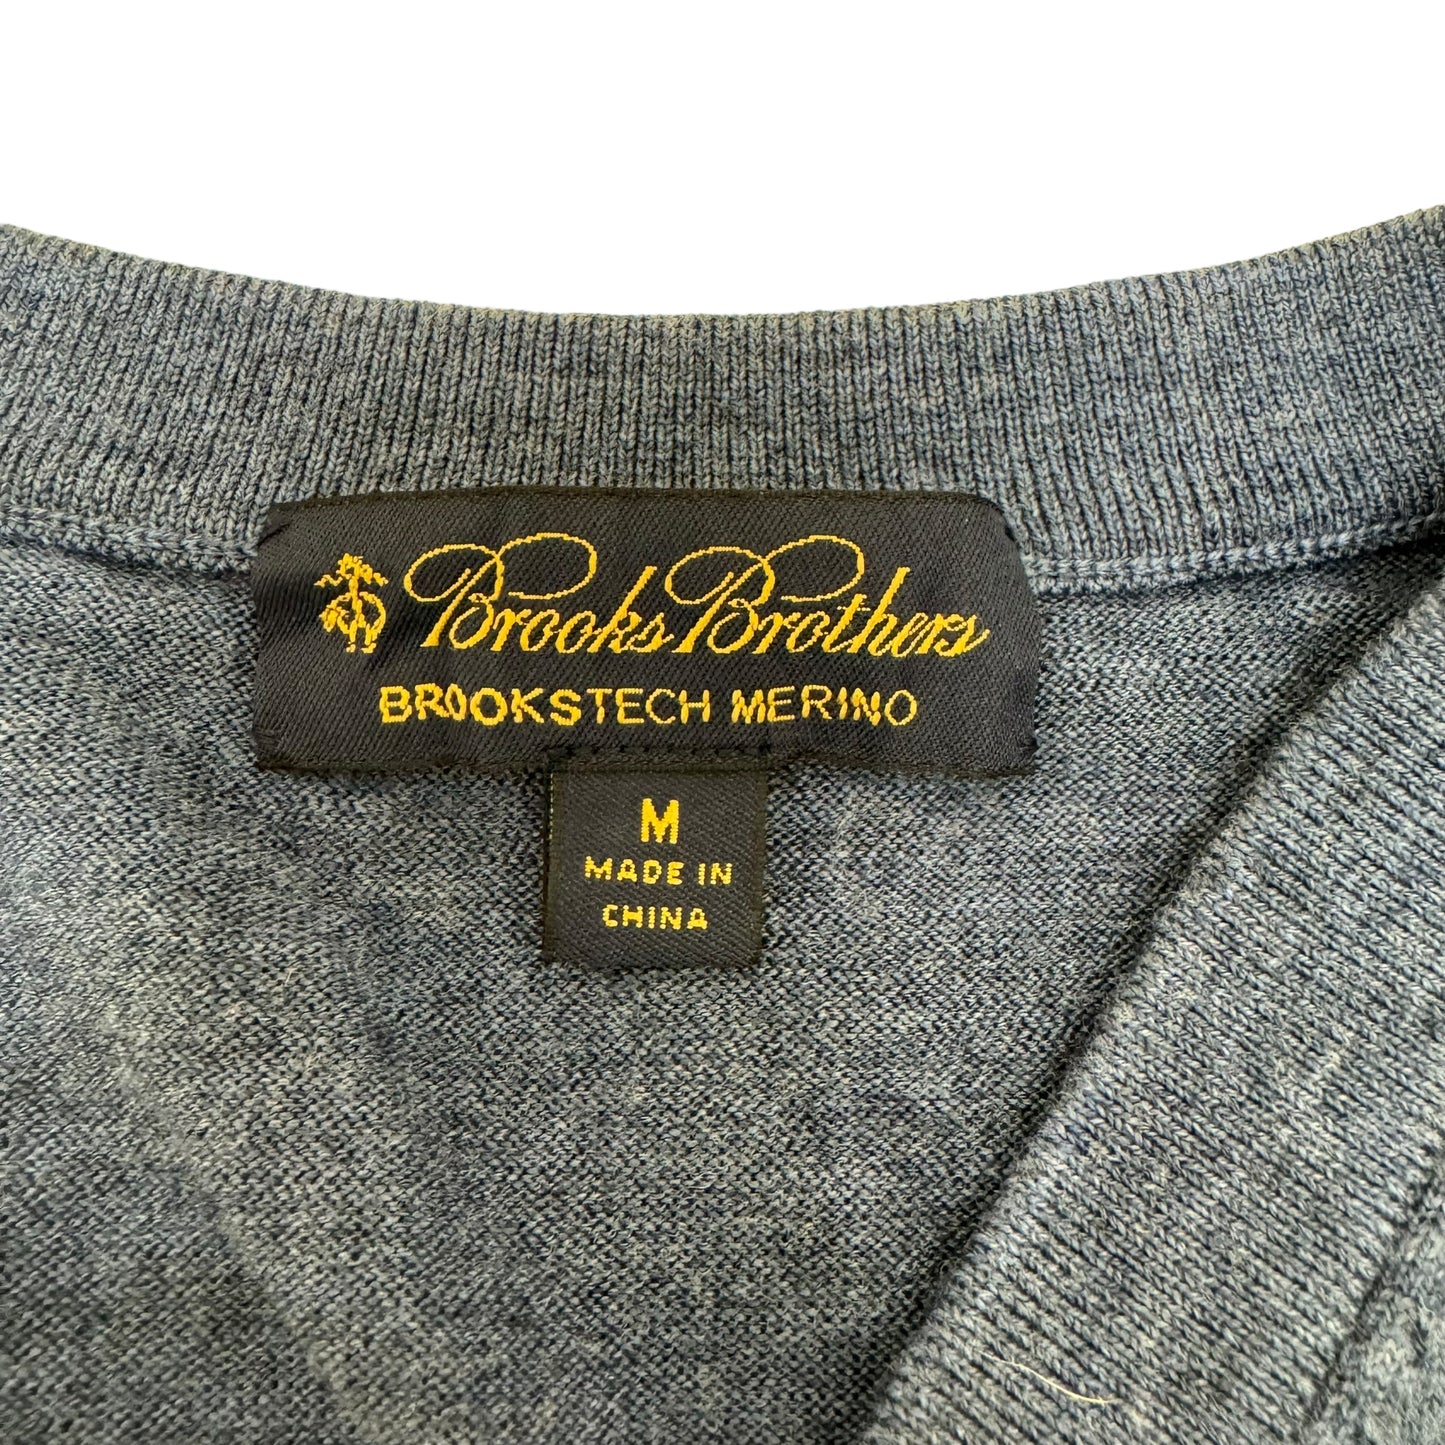 Brooks Brothers
BROOKSTECH MERINO
M
MADE IN
CHINA